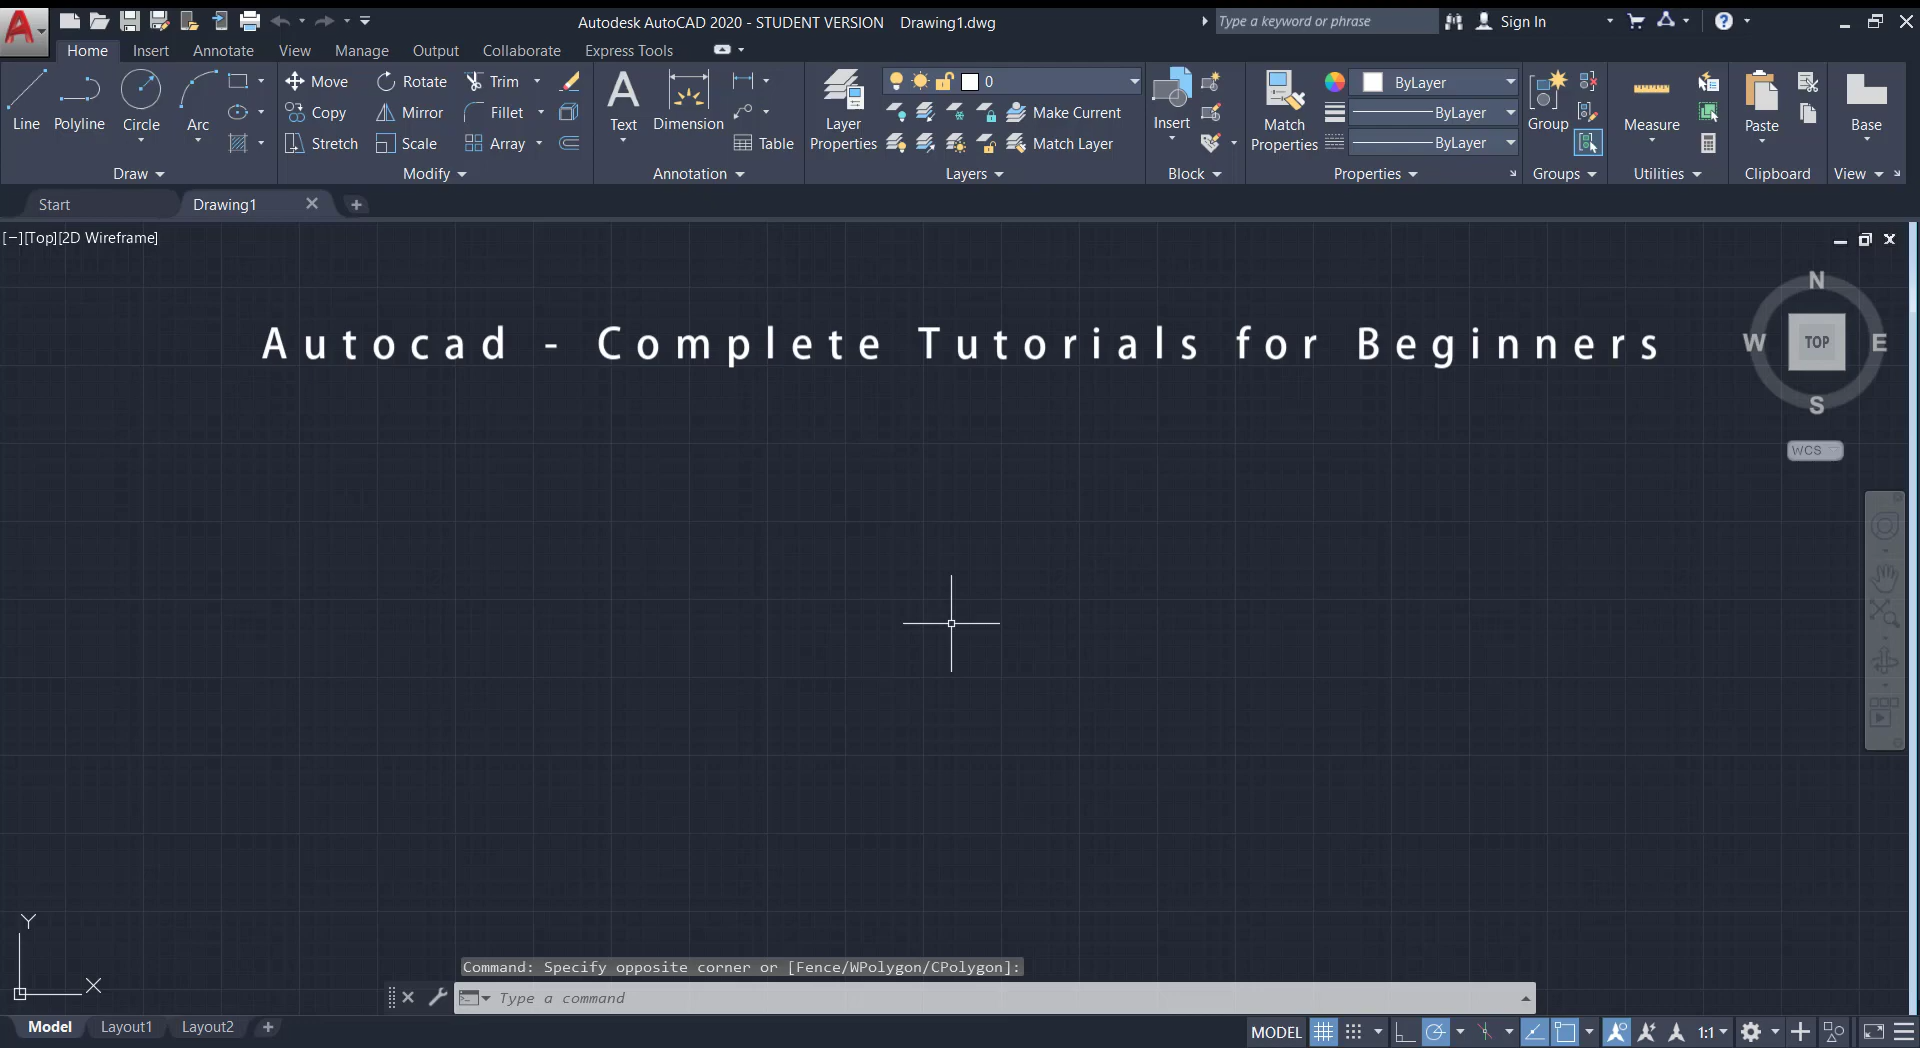 Autodesk AutoCAD 2020 - STUDENT VERSION Drawing1.dwg
Type a keyword or phrase
Sign In
Home Insert Annotate View Manage Output Collaborate Express Tools
Line Polyline Circle Arc
Draw
Move Rotate Trim
Copy Mirror Fillet
Stretch Scale Array
Modify
Text Dimension Table
Annotation
Layer Properties
0
Make Current
Match Layer
Layers
Insert
Block
Match Properties
ByLayer
ByLayer
ByLayer
Properties
Group
Groups
Measure
Utilities
Paste
Clipboard
Base
View
Start Drawing1
[−][Top][2D Wireframe]
Autocad - Complete Tutorials for Beginners
N
W TOP E
S
WCS
Y
X
Command: Specify opposite corner or [Fence/WPolygon/CPolygon]:
Type a command
Model Layout1 Layout2
MODEL 1:1